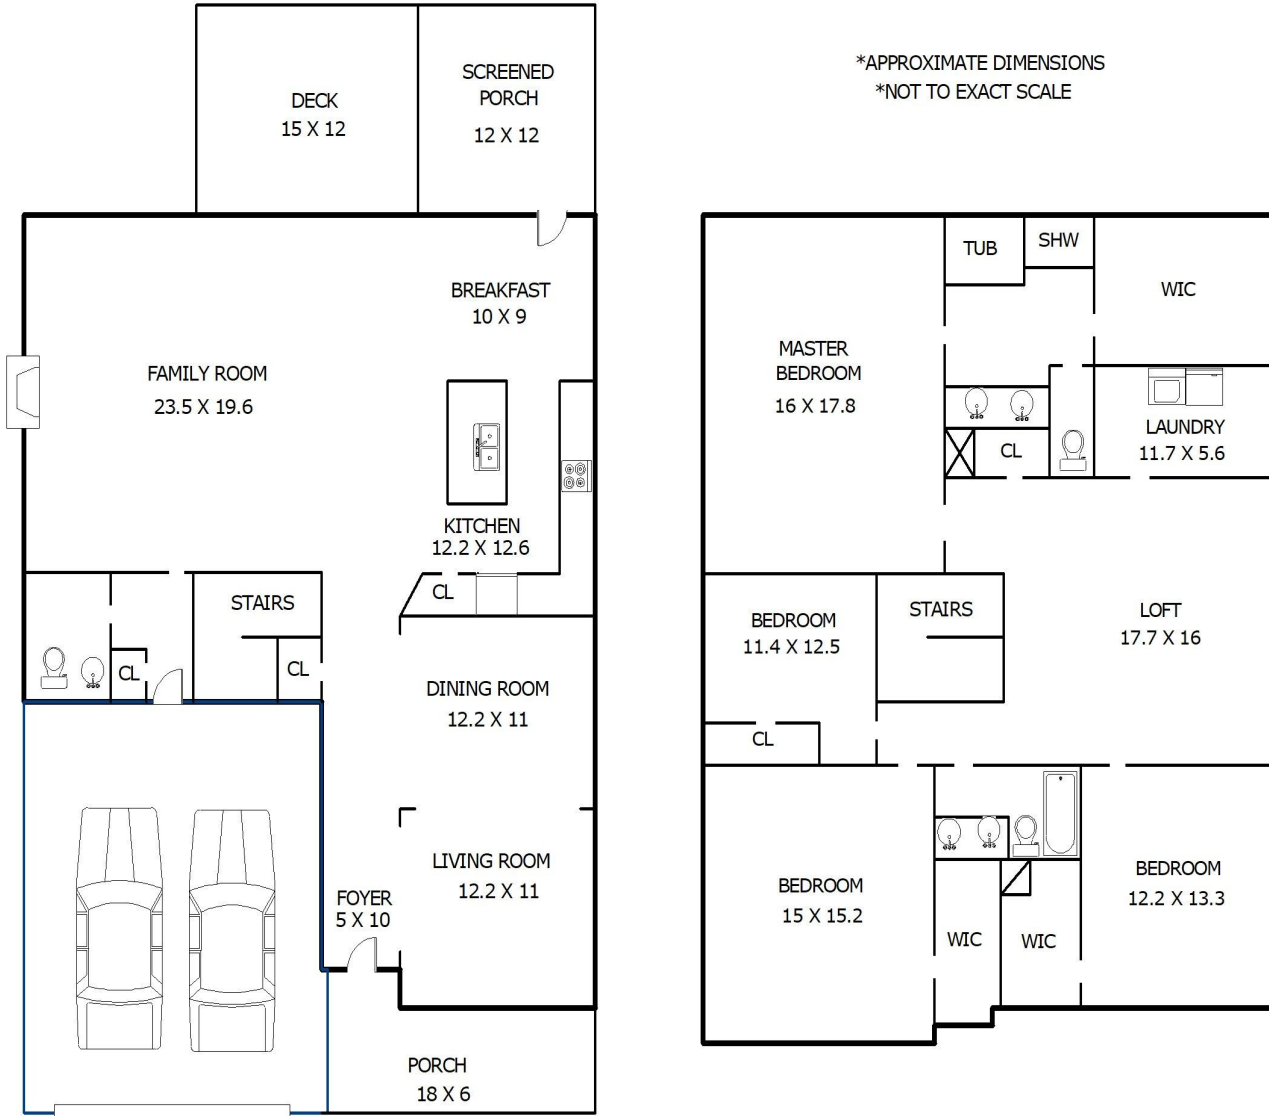 DECK
15 X 12
SCREENED
PORCH
12 X 12
BREAKFAST
10 X 9
FAMILY ROOM
23.5 X 19.6
KITCHEN
12.2 X 12.6
CL
STAIRS
CL
CL
DINING ROOM
12.2 X 11
LIVING ROOM
12.2 X 11
FOYER
5 X 10
PORCH
18 X 6
*APPROXIMATE DIMENSIONS
*NOT TO EXACT SCALE
TUB
SHW
WIC
MASTER
BEDROOM
16 X 17.8
CL
LAUNDRY
11.7 X 5.6
BEDROOM
11.4 X 12.5
STAIRS
LOFT
17.7 X 16
CL
BEDROOM
15 X 15.2
WIC
WIC
BEDROOM
12.2 X 13.3